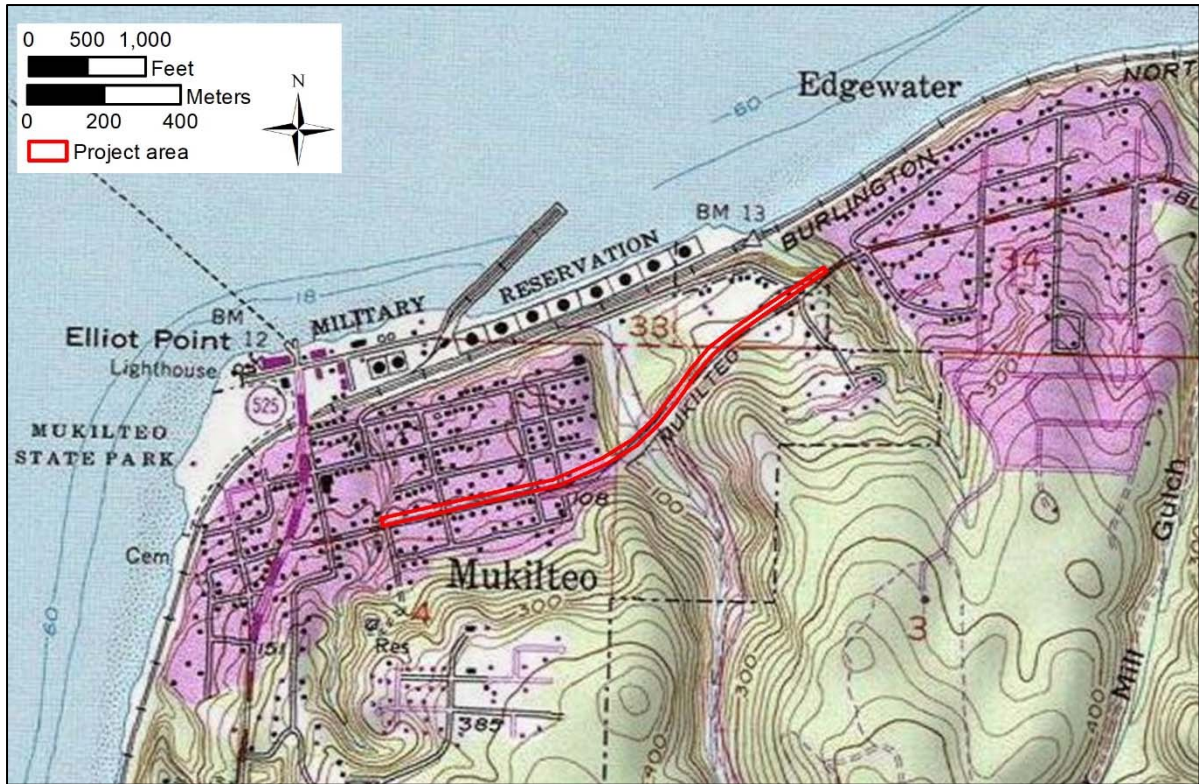 0 500 1,000
Feet
Meters
0 200 400
N
Project area
Edgewater
NORT
60
BURLINGTON
BM 13
RESERVATION
MILITARY
18
34
BM
12
Elliot Point
Lighthouse
33
525
MUKILTEO
MUKILTEO
STATE PARK
300
108
100
Cem
Mukilteo
300
4
Gulch
3
151
Res
300
385
Mill
400
400
60